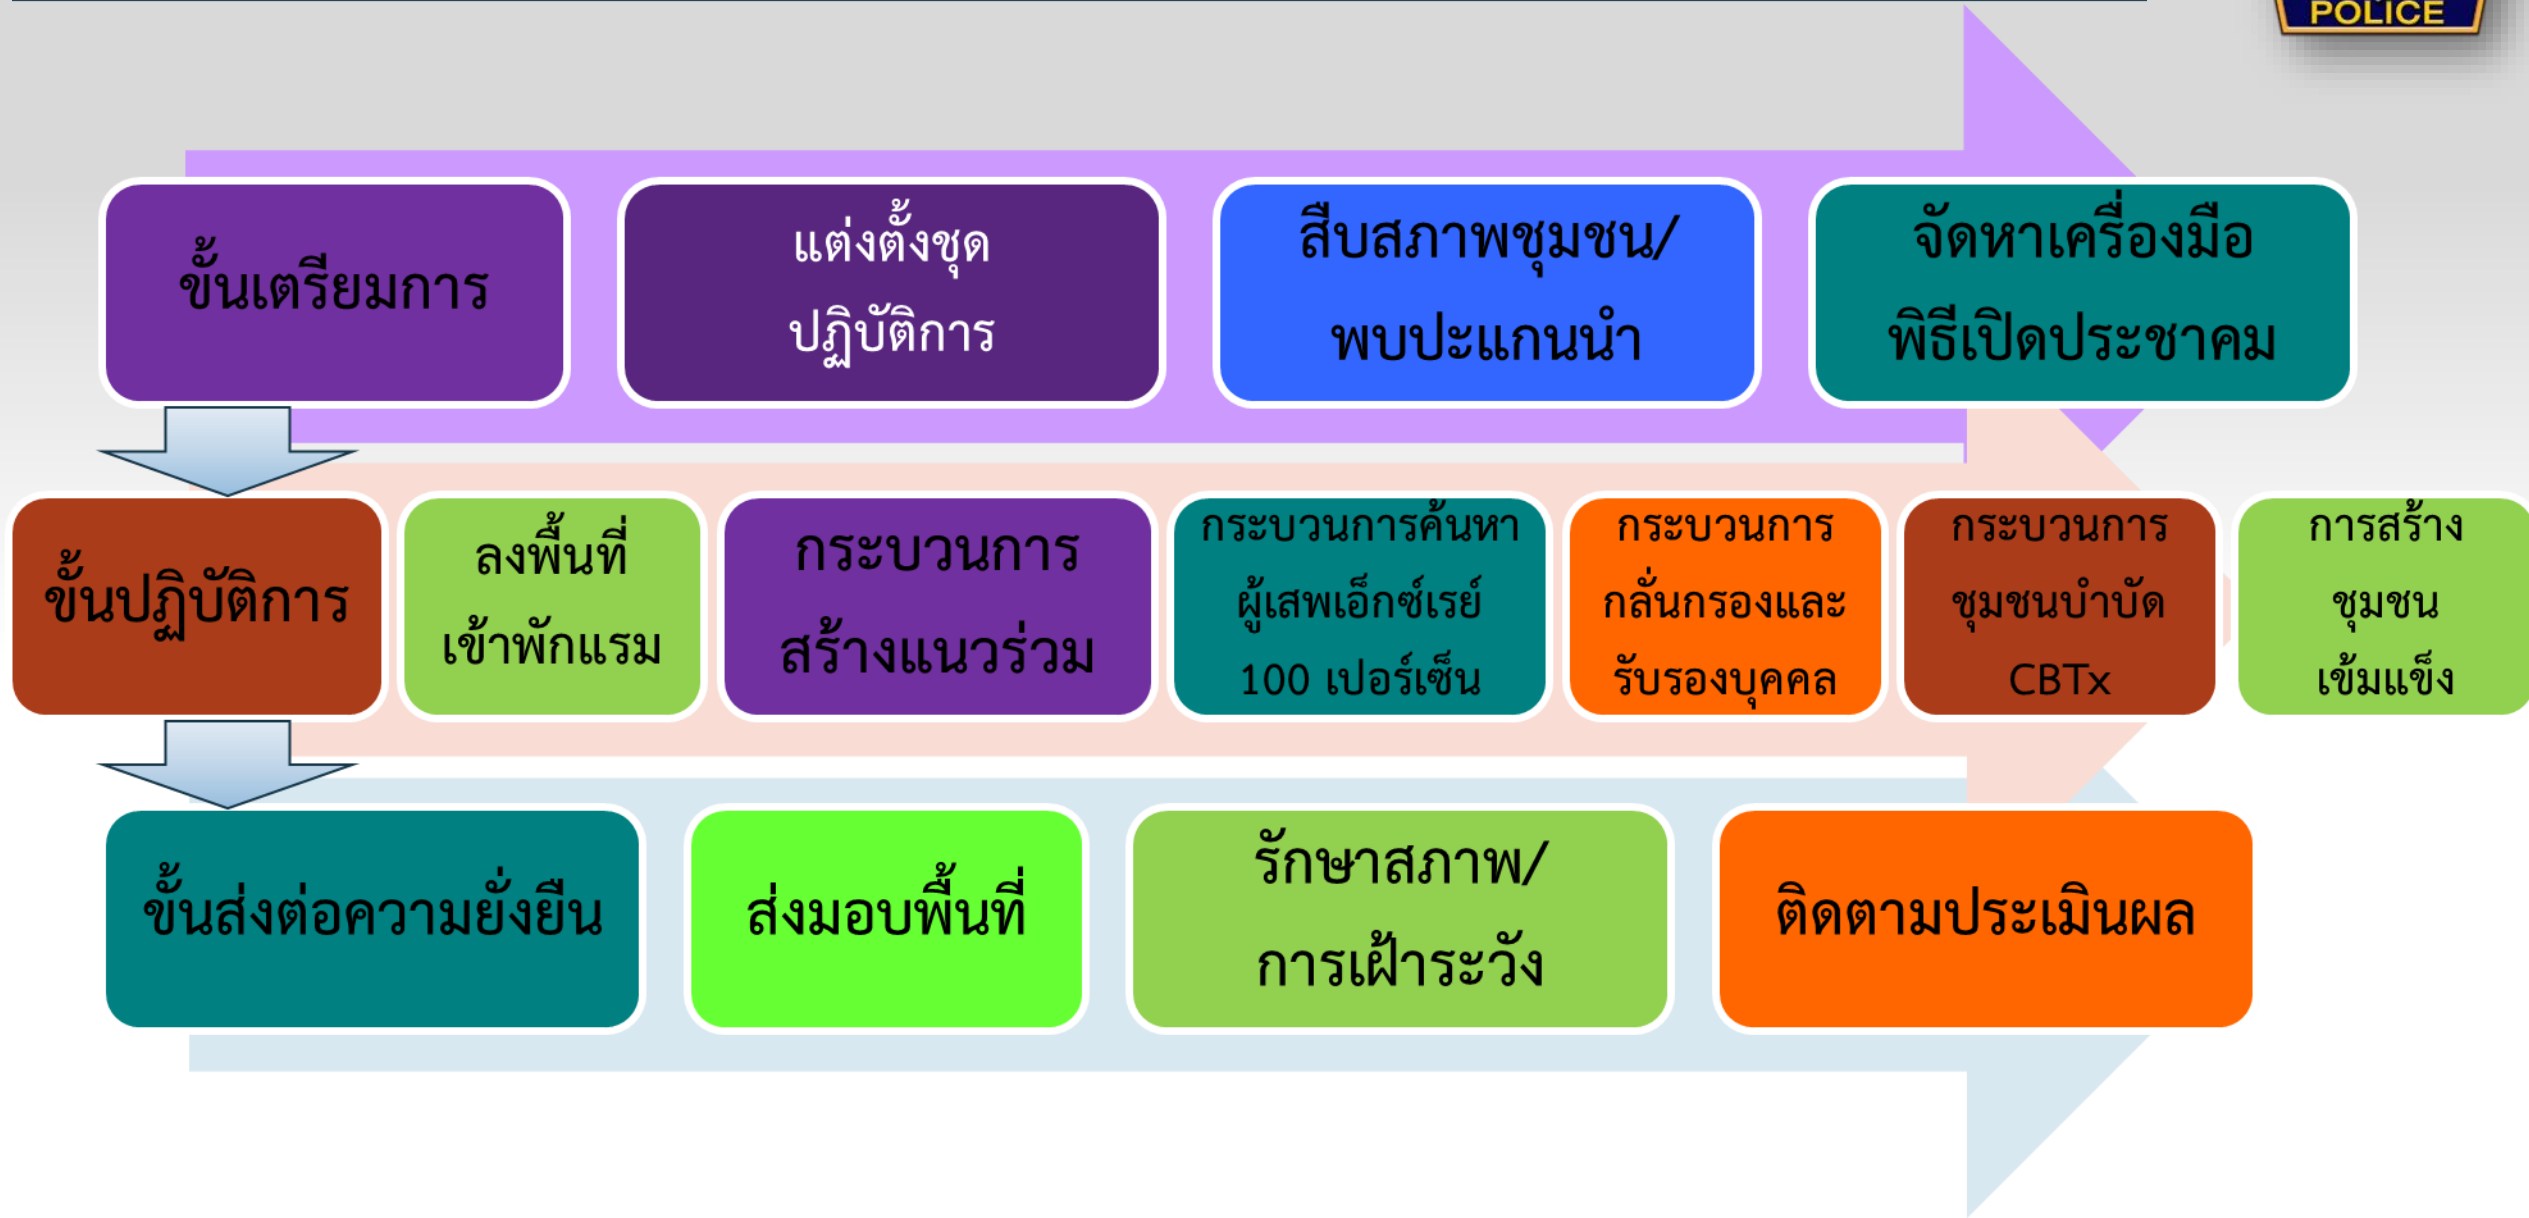 POLICE
ขั้นเตรียมการ
แต่งตั้งชุด
ปฏิบัติการ
สืบสภาพชุมชน/
พบปะแกนนำ
จัดหาเครื่องมือ
พิธีเปิดประชาคม
ขั้นปฏิบัติการ
ลงพื้นที่
เข้าพักแรม
กระบวนการ
สร้างแนวร่วม
กระบวนการค้นหา
ผู้เสพเอ็กซ์เรย์
100 เปอร์เซ็น
กระบวนการ
กลั่นกรองและ
รับรองบุคคล
กระบวนการ
ชุมชนบำบัด
CBTx
การสร้าง
ชุมชน
เข้มแข็ง
ขั้นส่งต่อความยั่งยืน
ส่งมอบพื้นที่
รักษาสภาพ/
การเฝ้าระวัง
ติดตามประเมินผล